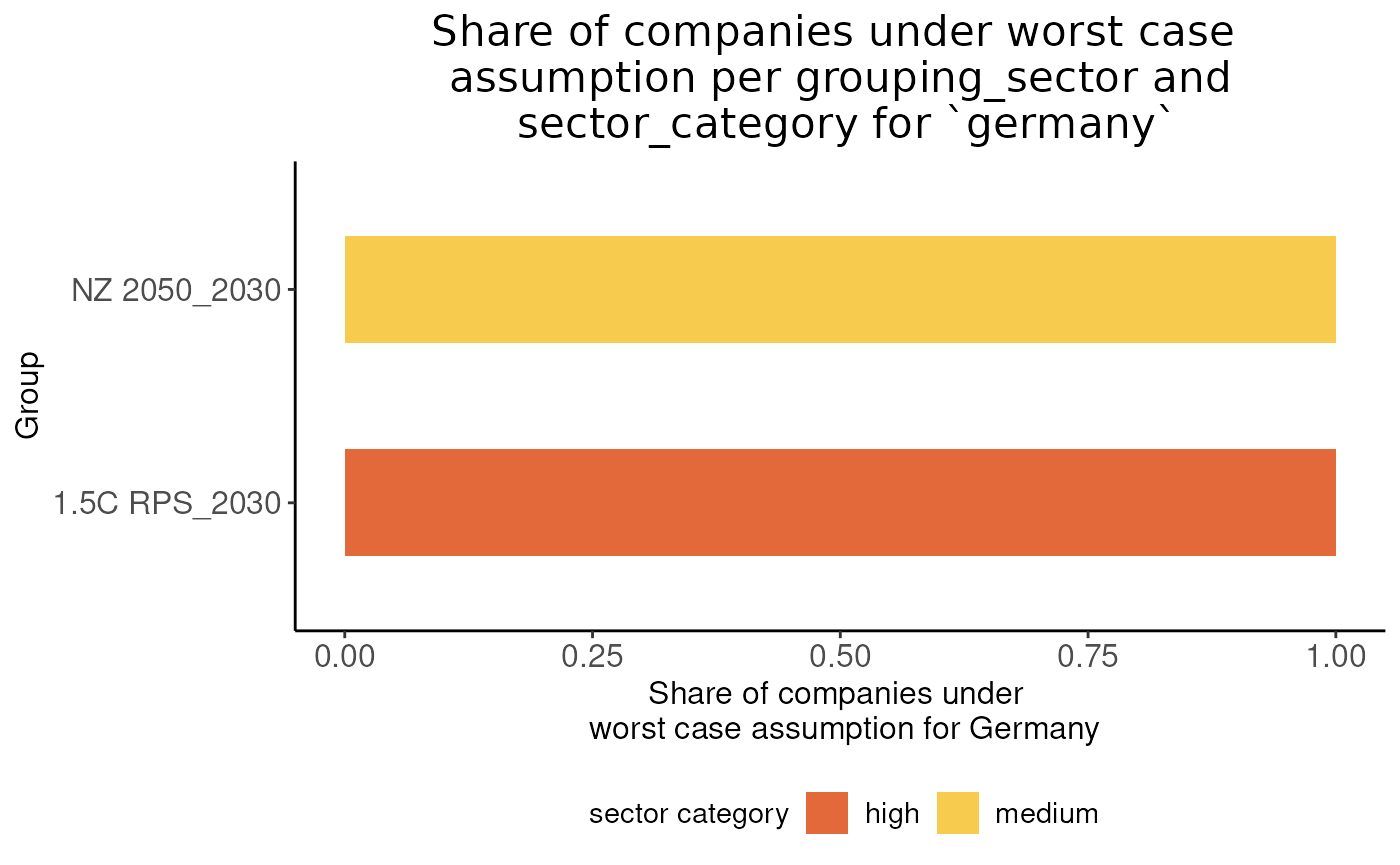 Share of companies under worst case
assumption per grouping_sector and
sector_category for `germany`
NZ 2050_2030
Group
1.5C RPS_2030
0.00 0.25 0.50 0.75 1.00
Share of companies under
worst case assumption for Germany
sector category high medium